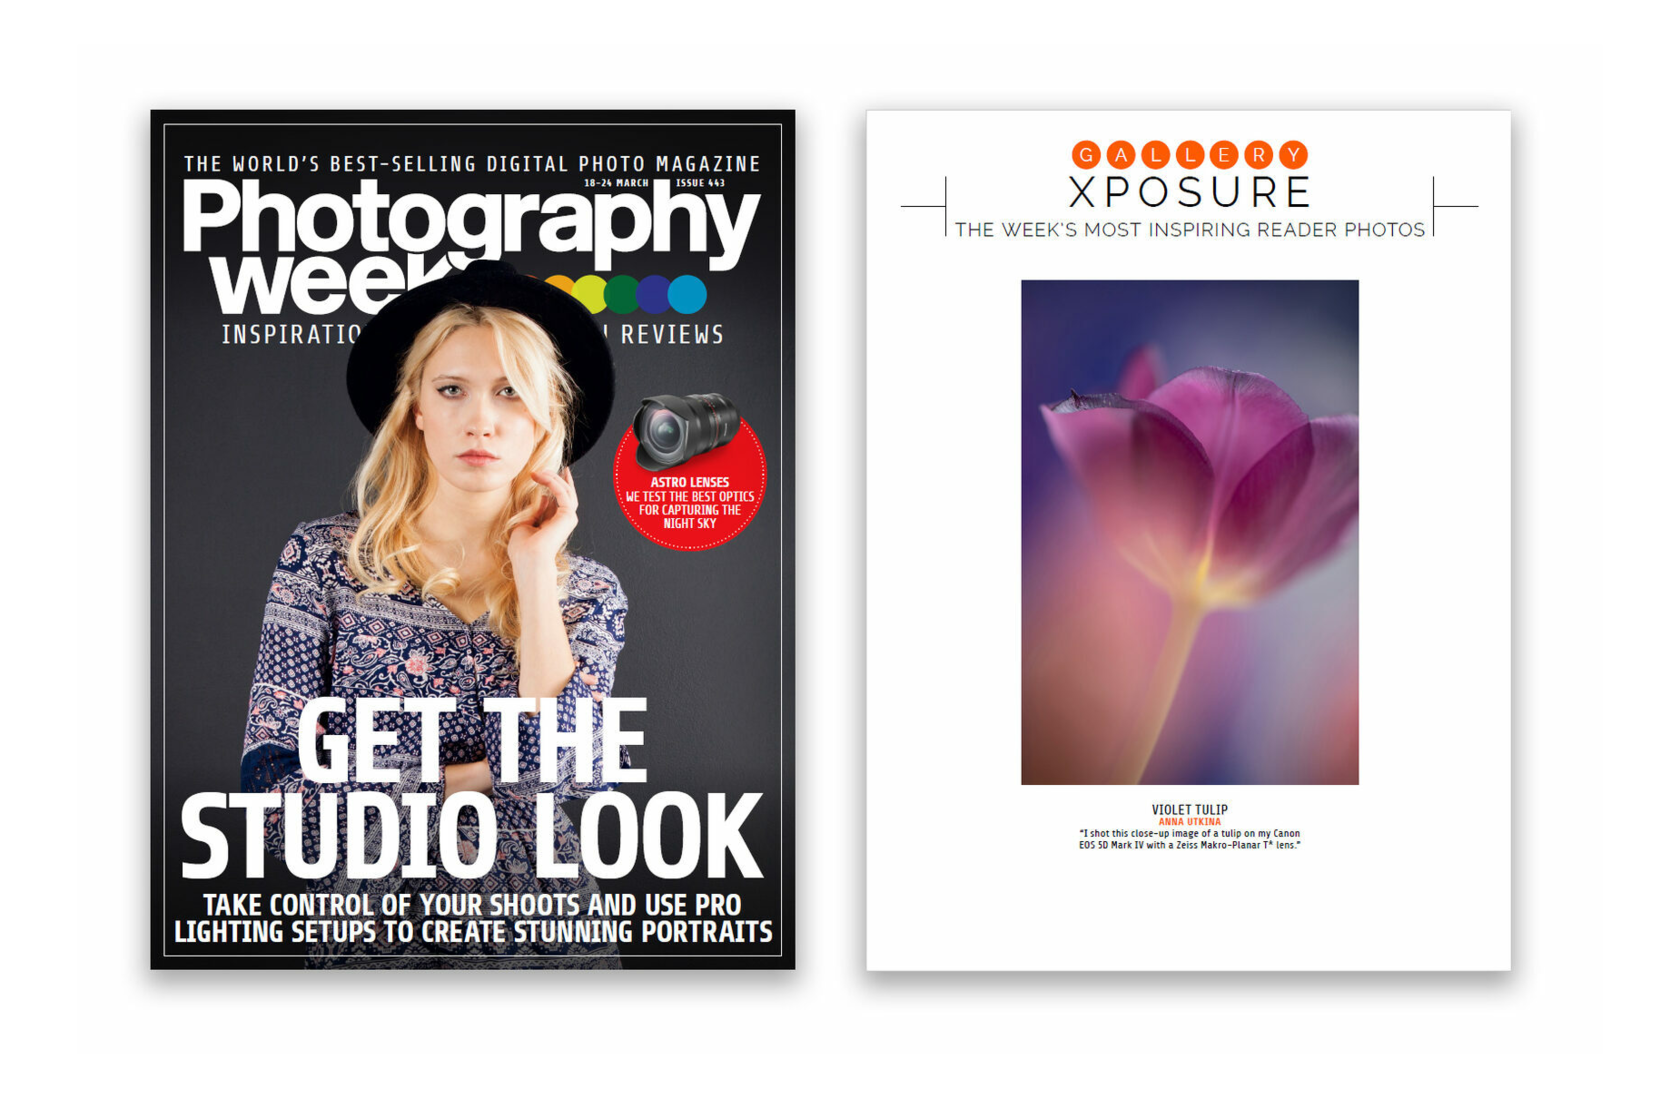 THE WORLD'S BEST-SELLING DIGITAL PHOTO MAGAZINE
18-24 MARCH ISSUE 443
Photography
week
INSPIRATIO REVIEWS
ASTRO LENSES
WE TEST THE BEST OPTICS
FOR CAPTURING THE
NIGHT SKY
GET THE
STUDIO LOOK
TAKE CONTROL OF YOUR SHOOTS AND USE PRO
LIGHTING SETUPS TO CREATE STUNNING PORTRAITS
GALLERY
XPOSURE
THE WEEK'S MOST INSPIRING READER PHOTOS
VIOLET TULIP
ANNA UTKINA
"I shot this close-up image of a tulip on my Canon
EOS 5D Mark IV with a Zeiss Makro-Planar T* lens."